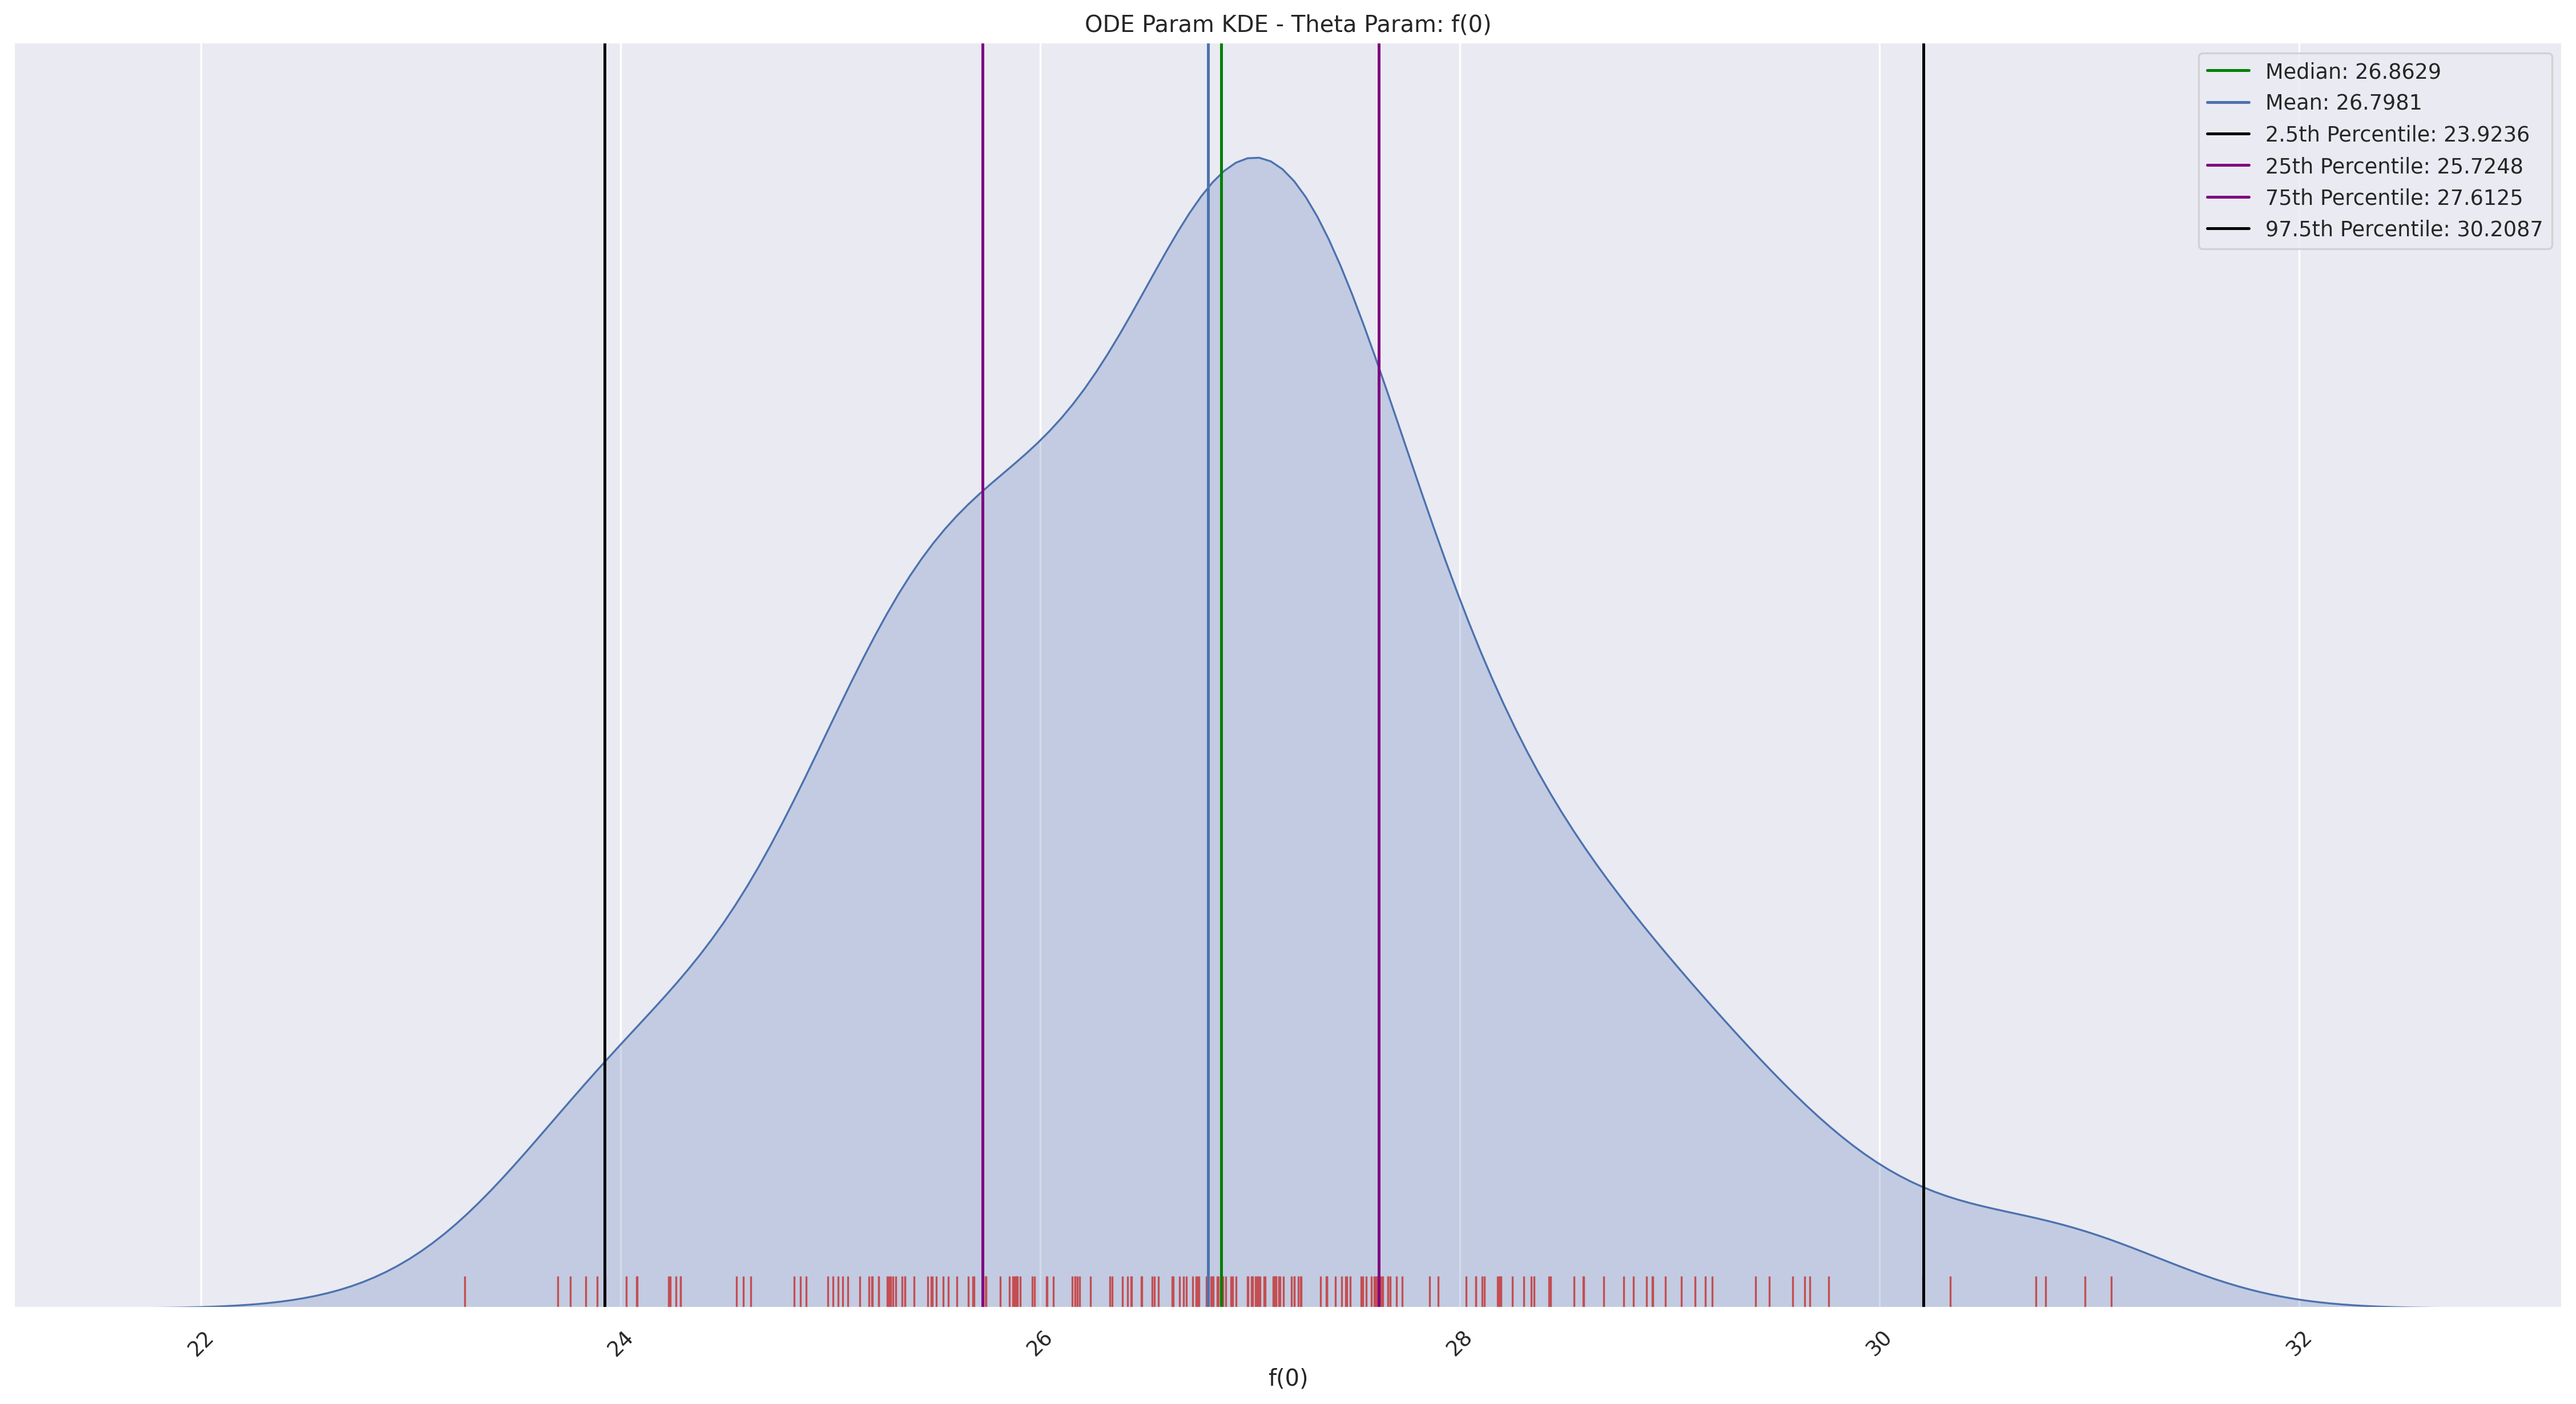 ODE Param KDE - Theta Param: f(0)
Median: 26.8629
Mean: 26.7981
2.5th Percentile: 23.9236
25th Percentile: 25.7248
75th Percentile: 27.6125
97.5th Percentile: 30.2087
22
24
26
28
30
32
f(0)